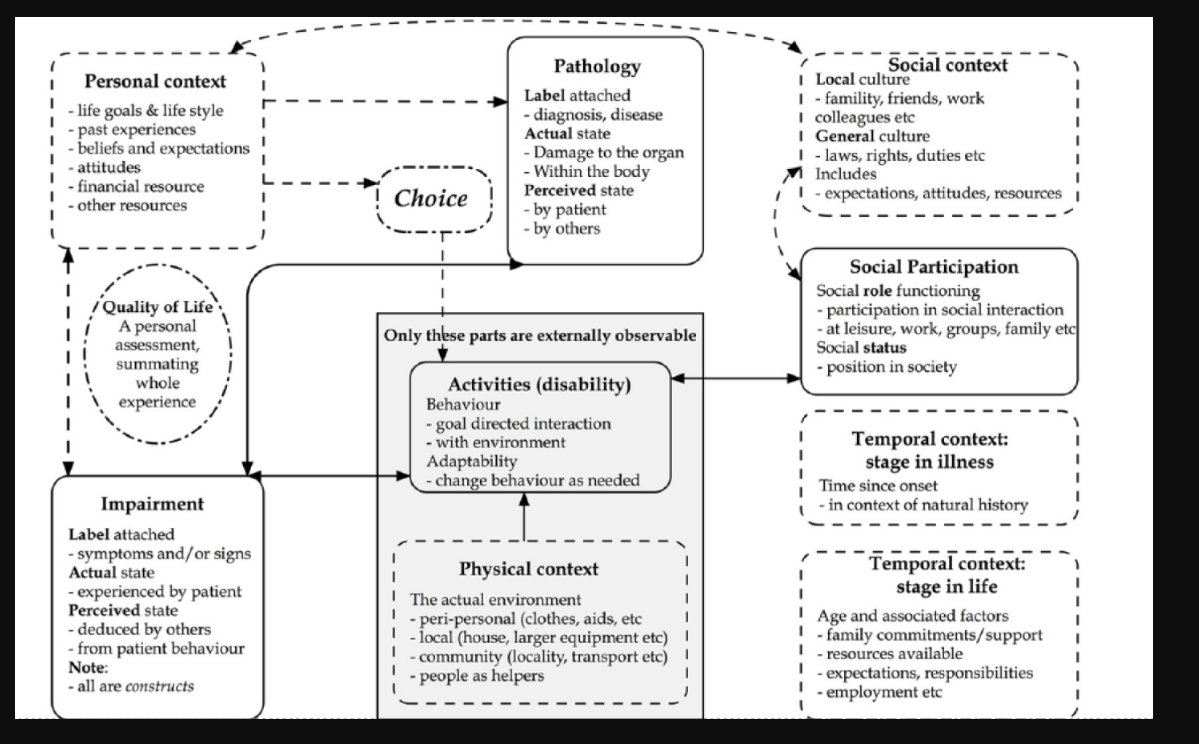 Personal context
- life goals & life style
- past experiences
- beliefs and expectations
- attitudes
- financial resource
- other resources
Pathology
Label attached
- diagnosis, disease
Actual state
- Damage to the organ
- Within the body
Perceived state
- by patient
- by others
Social context
Local culture
- famility, friends, work
colleagues etc
General culture
- laws, rights, duties etc
Includes
- expectations, attitudes, resources
Choice
Quality of Life
A personal
assessment,
summating
whole
experience
Social Participation
Social role functioning
- participation in social interaction
- at leisure, work, groups, family etc
Social status
- position in society
Only these parts are externally observable
Activities (disability)
Behaviour
- goal directed interaction
- with environment
Adaptability
- change behaviour as needed
Temporal context:
stage in illness
Time since onset
- in context of natural history
Impairment
Label attached
- symptoms and/or signs
Actual state
- experienced by patient
Perceived state
- deduced by others
- from patient behaviour
Note:
- all are constructs
Physical context
The actual environment
- peri-personal (clothes, aids, etc
- local (house, larger equipment etc)
- community (locality, transport etc)
- people as helpers
Temporal context:
stage in life
Age and associated factors
- family commitments/support
- resources available
- expectations, responsibilities
- employment etc